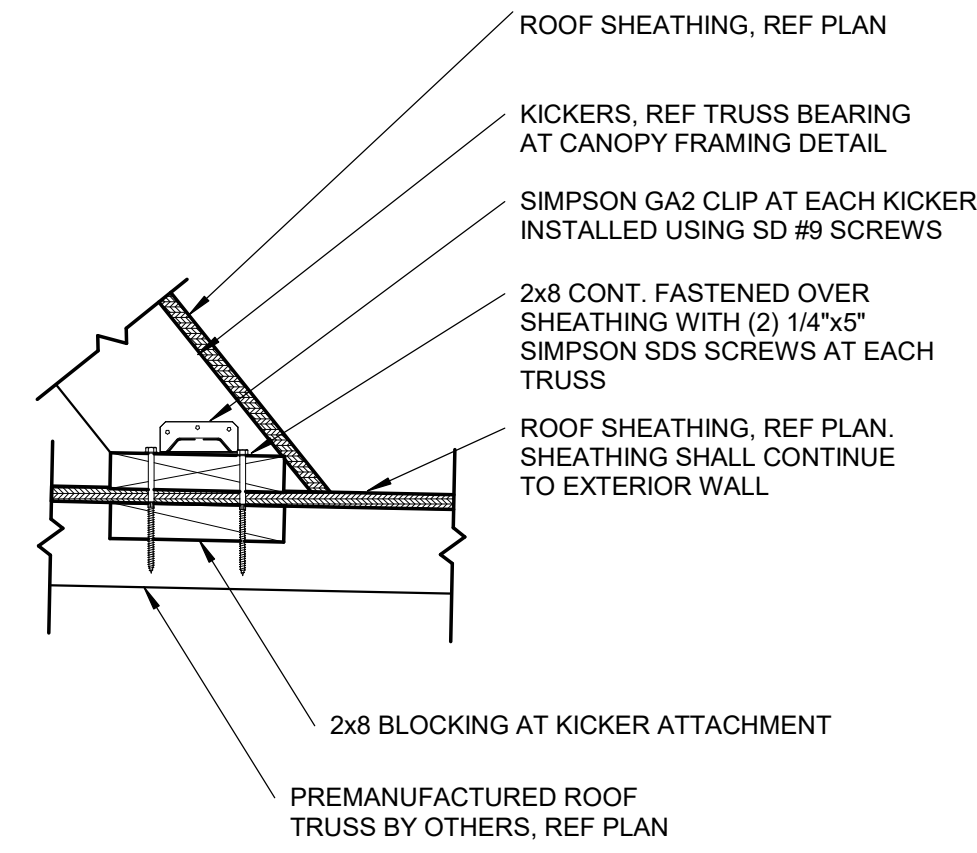 ROOF SHEATHING, REF PLAN
KICKERS, REF TRUSS BEARING
AT CANOPY FRAMING DETAIL
SIMPSON GA2 CLIP AT EACH KICKER
INSTALLED USING SD #9 SCREWS
2x8 CONT. FASTENED OVER
SHEATHING WITH (2) 1/4"x5"
SIMPSON SDS SCREWS AT EACH
TRUSS
ROOF SHEATHING, REF PLAN.
SHEATHING SHALL CONTINUE
TO EXTERIOR WALL
2x8 BLOCKING AT KICKER ATTACHMENT
PREMANUFACTURED ROOF
TRUSS BY OTHERS, REF PLAN